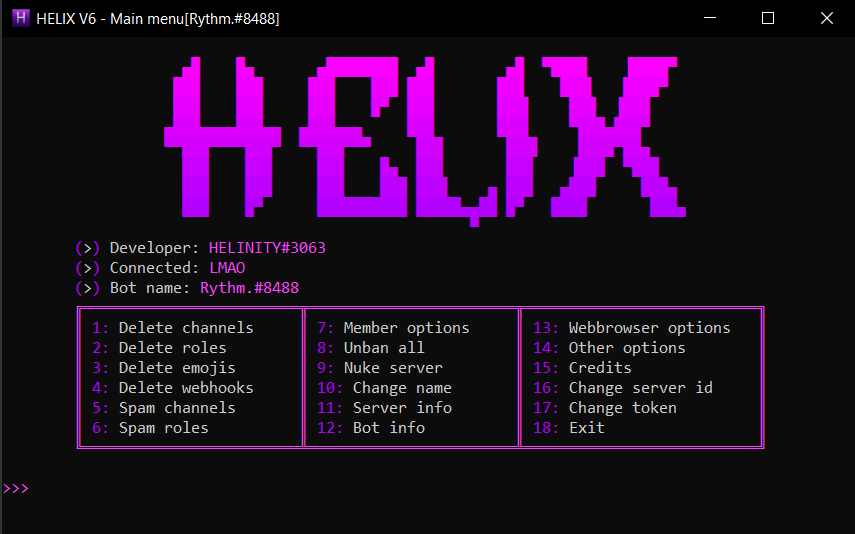 HELIX V6 - Main menu[Rythm.#8488]
HELIX
(>) Developer: HELINITY#3063
(>) Connected: LMAO
(>) Bot name: Rythm.#8488
1: Delete channels
2: Delete roles
3: Delete emojis
4: Delete webhooks
5: Spam channels
6: Spam roles
7: Member options
8: Unban all
9: Nuke server
10: Change name
11: Server info
12: Bot info
13: Webbrowser options
14: Other options
15: Credits
16: Change server id
17: Change token
18: Exit
>>>